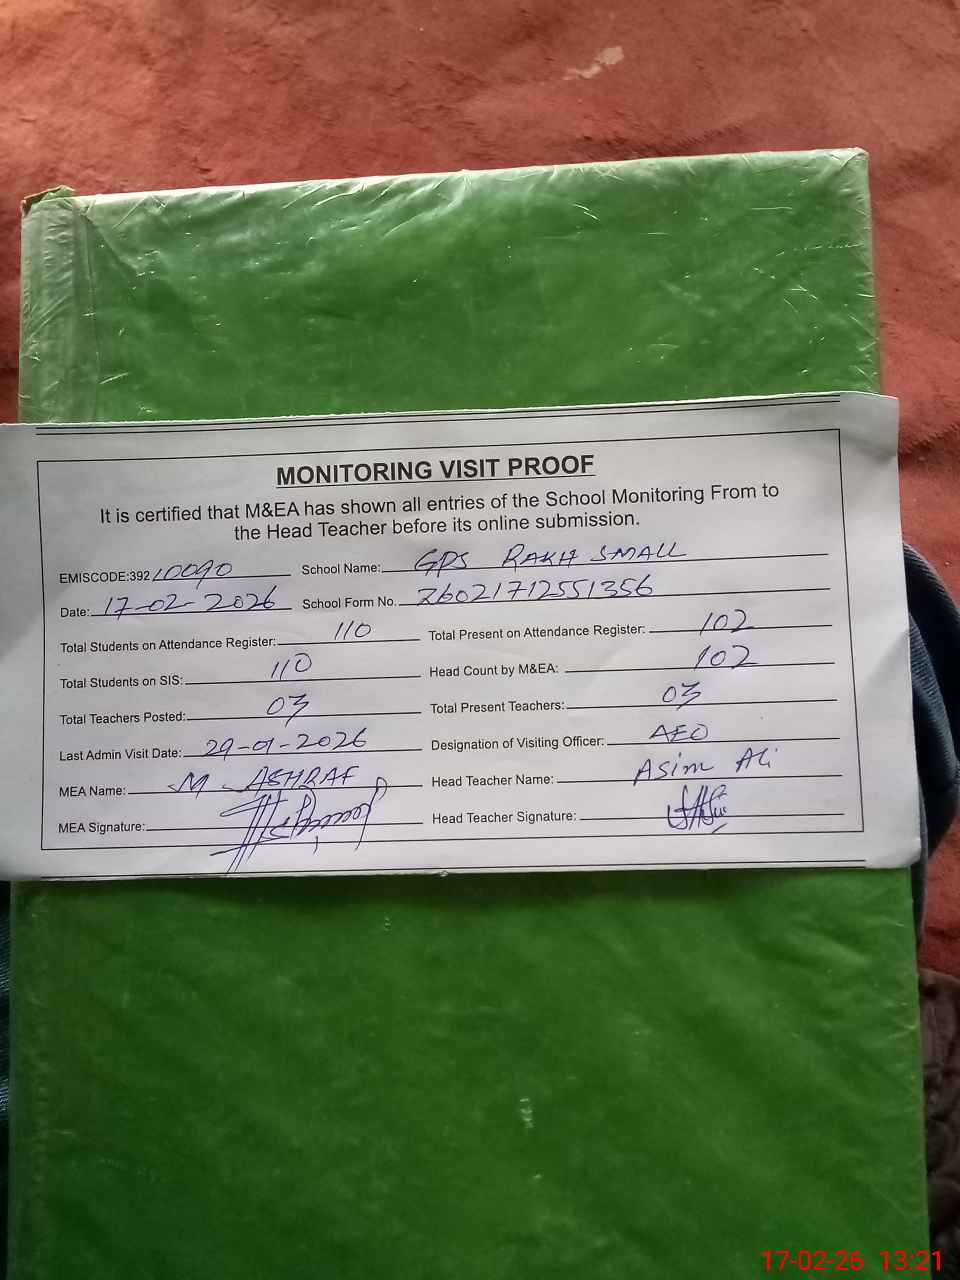 MONITORING VISIT PROOF
It is certified that M&EA has shown all entries of the School Monitoring From to
the Head Teacher before its online submission.
EMISCODE:392 10090 School Name: GPS RAKH SMALL
Date: 17-02-2026 School Form No. 26021712551356
Total Students on Attendance Register: 110 Total Present on Attendance Register: 102
Total Students on SIS: 110 Head Count by M&EA: 102
Total Teachers Posted: 03 Total Present Teachers: 03
Last Admin Visit Date: 29-01-2026 Designation of Visiting Officer: AEO
MEA Name: M. ASHRAF Head Teacher Name: Asim Ali
MEA Signature: Head Teacher Signature:
17-02-26 13:21